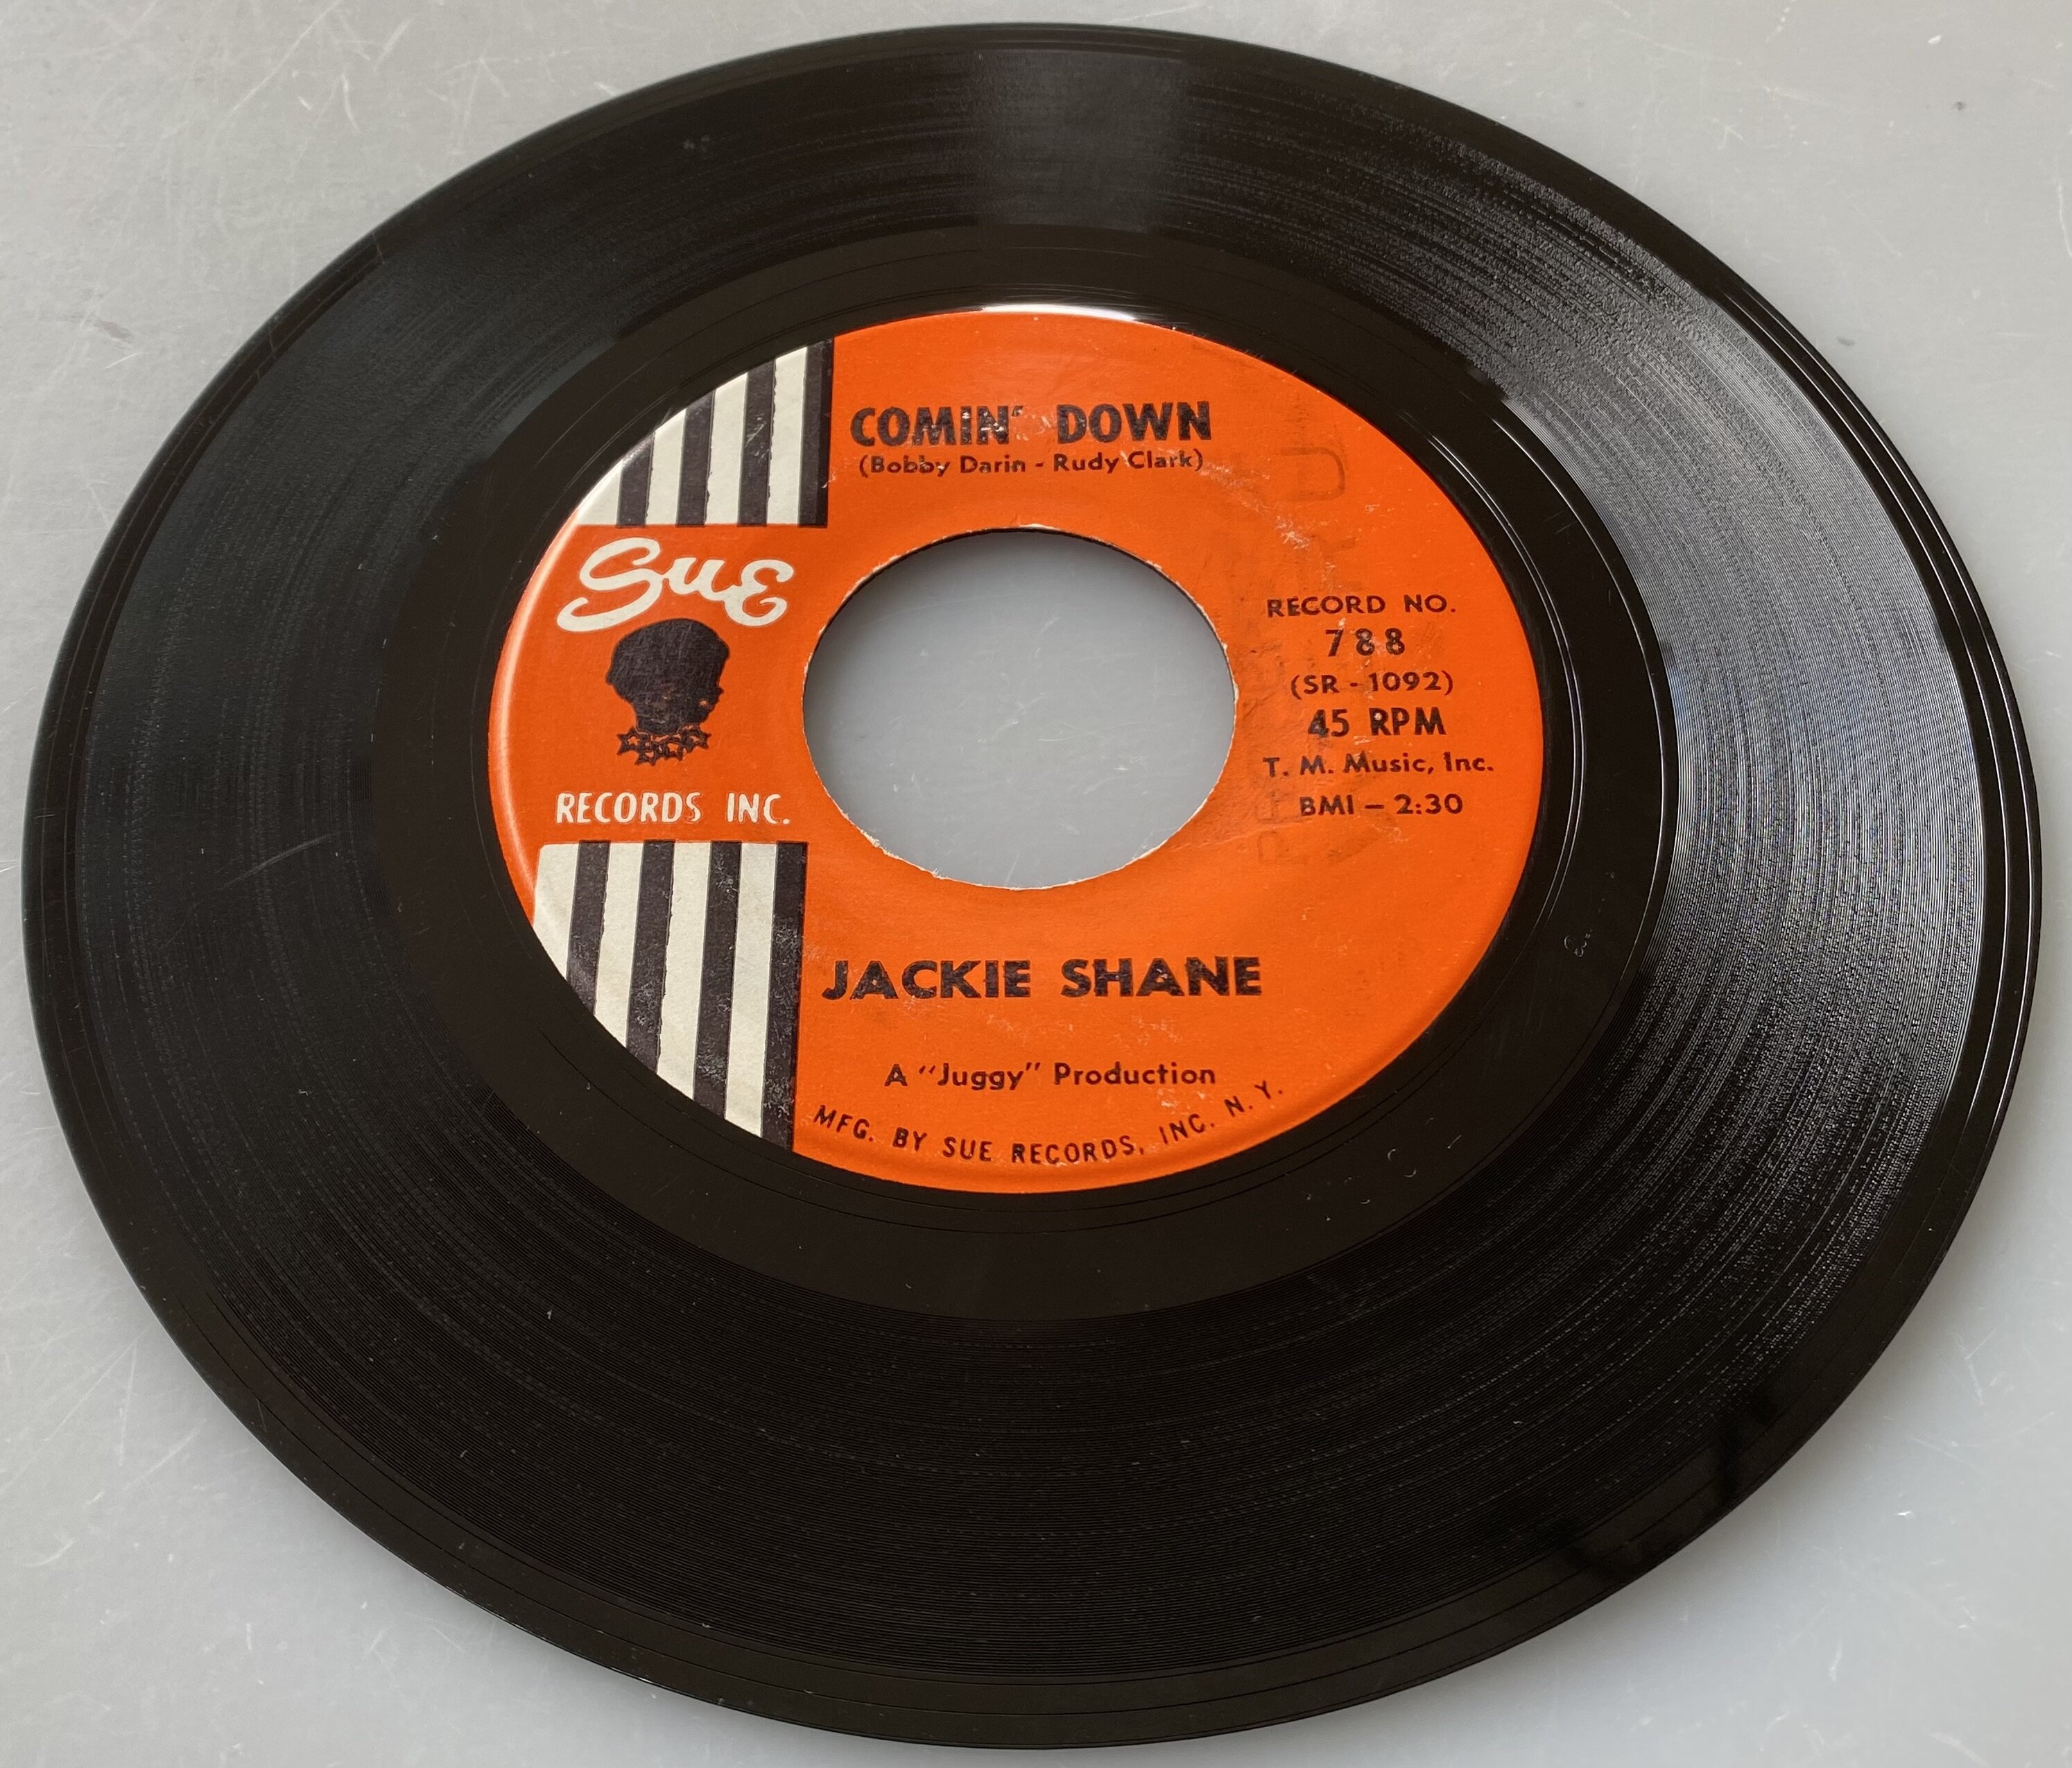 COMIN' DOWN
(Bobby Darin - Rudy Clark)
Sue
RECORDS INC.
RECORD NO.
788
(SR - 1092)
45 RPM
T. M. Music, Inc.
BMI — 2:30
JACKIE SHANE
A "Juggy" Production
MFG. BY SUE RECORDS, INC. N. Y.